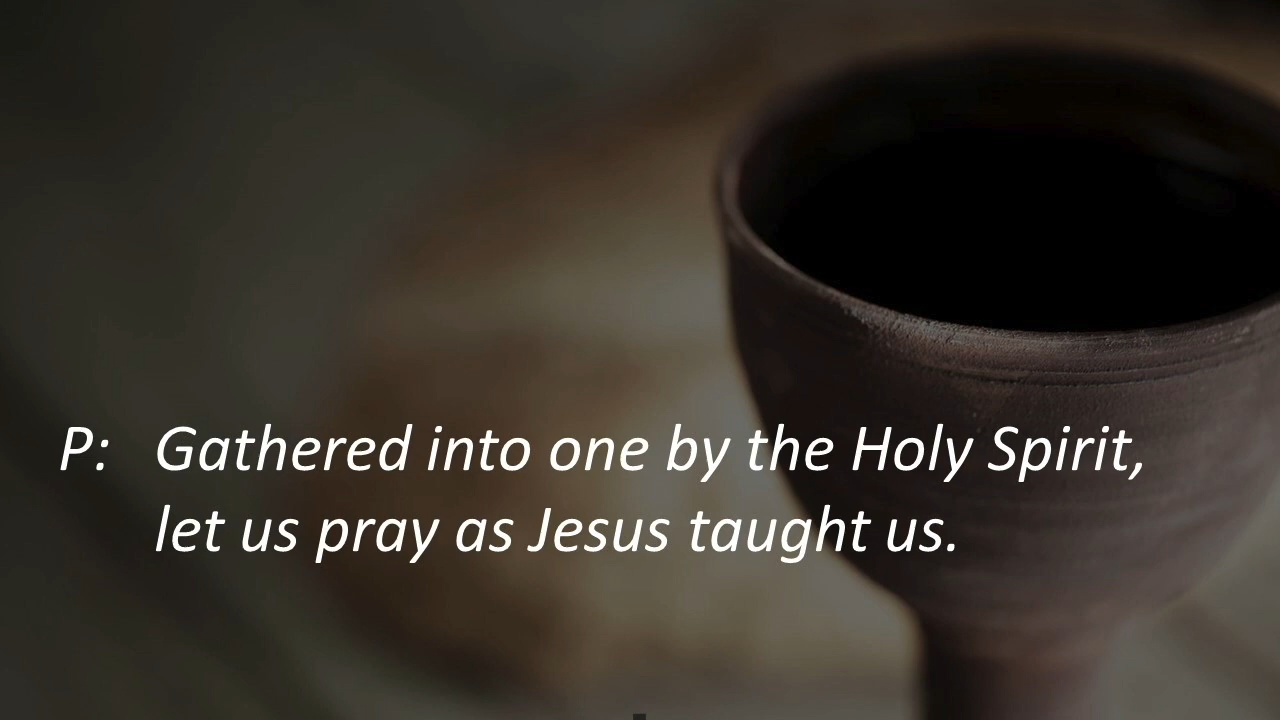 P: Gathered into one by the Holy Spirit,
let us pray as Jesus taught us.